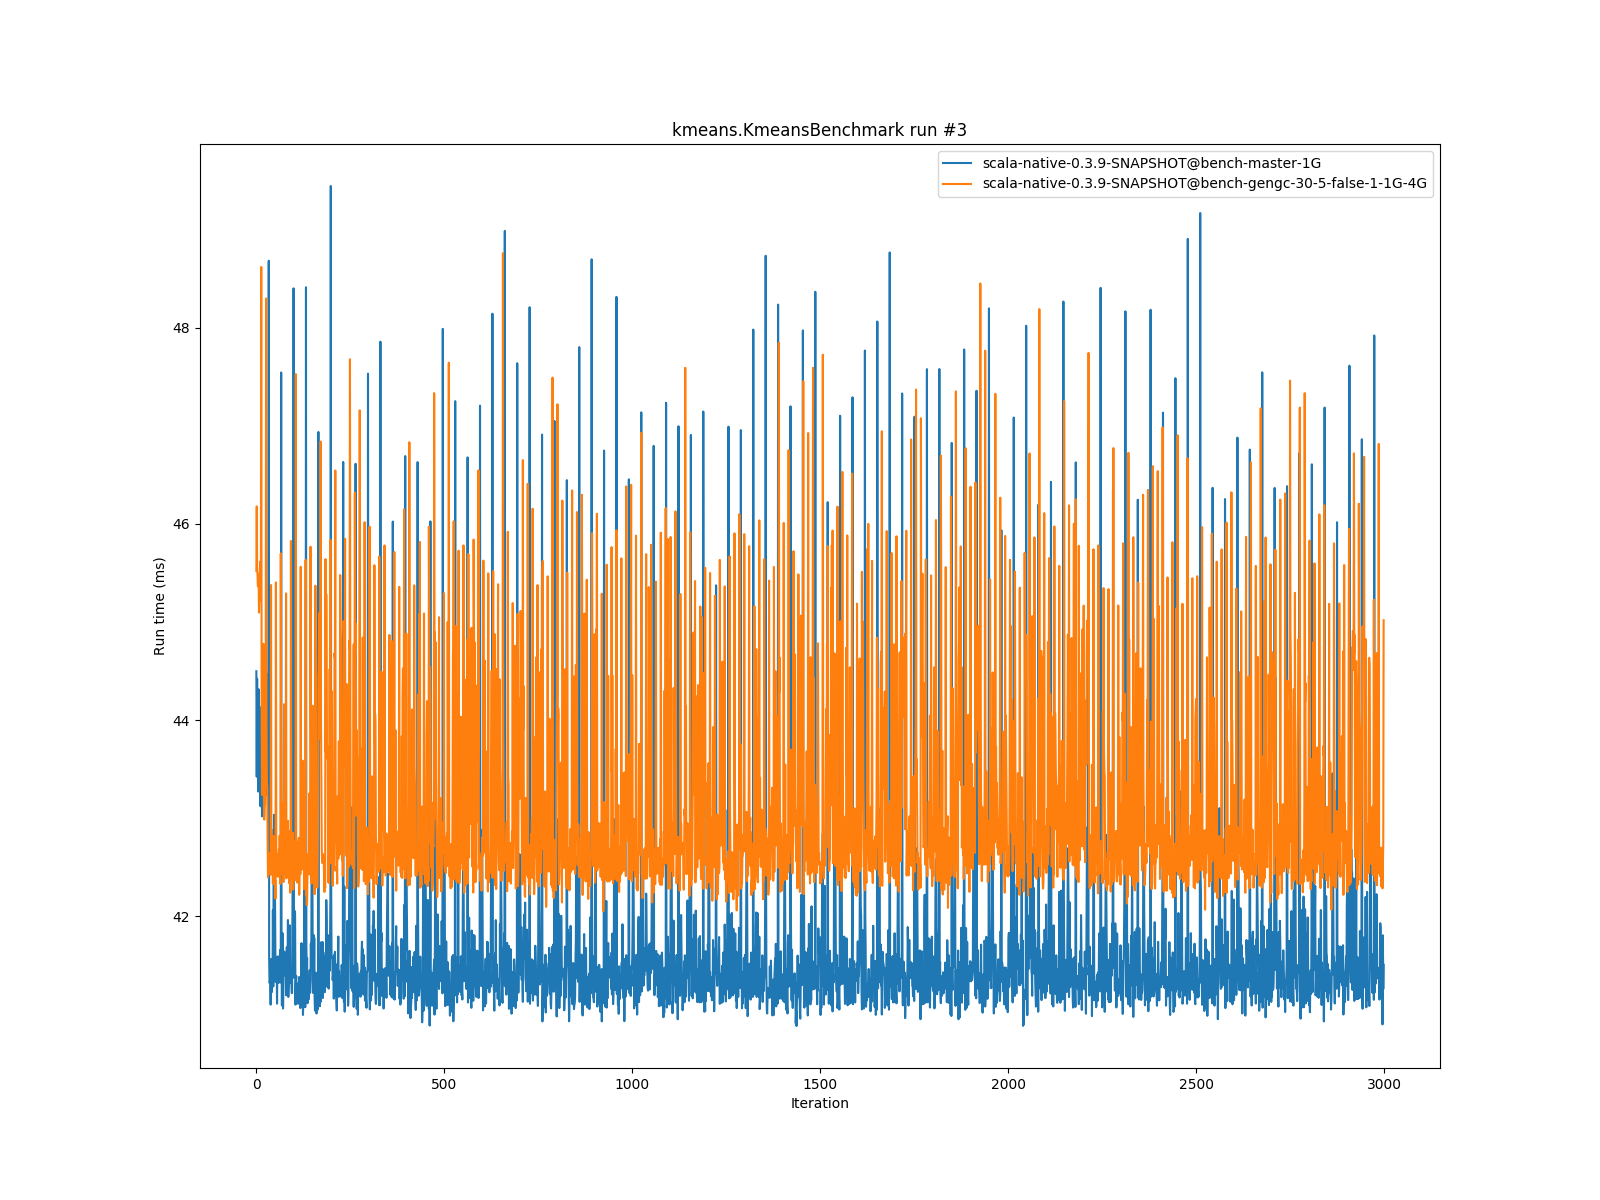 kmeans.KmeansBenchmark run #3
scala-native-0.3.9-SNAPSHOT@bench-master-1G
scala-native-0.3.9-SNAPSHOT@bench-gengc-30-5-false-1-1G-4G
48
46
44
42
Run time (ms)
0 500 1000 1500 2000 2500 3000
Iteration